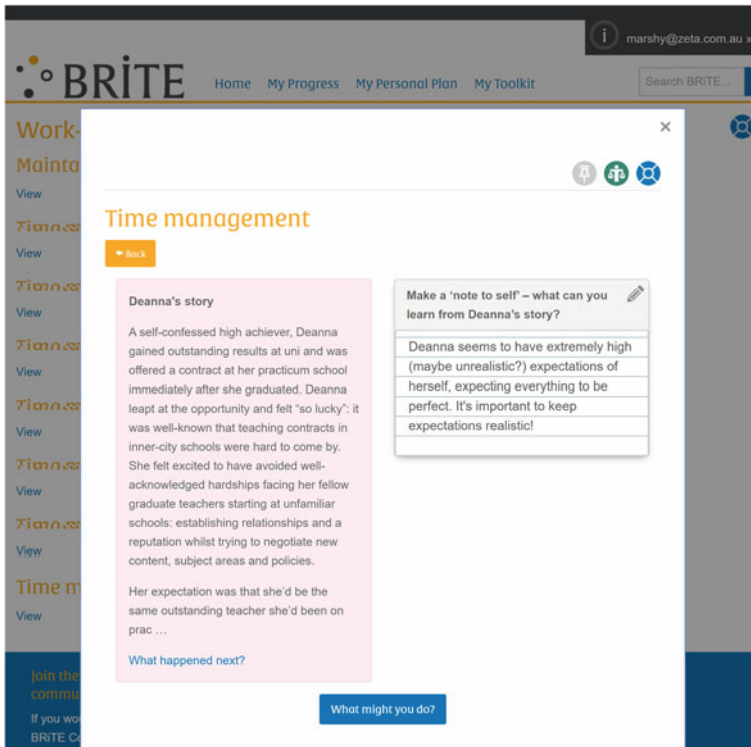 marshy@zeta.com.au »
BRiTE
Home My Progress My Personal Plan My Toolkit
Search BRiTE...
Work-
×
Mainta
View
Time management
View
Back
View
Deanna's story
Make a 'note to self' – what can you
learn from Deanna's story?
A self-confessed high achiever, Deanna
gained outstanding results at uni and was
offered a contract at her practicum school
immediately after she graduated. Deanna
leapt at the opportunity and felt "so lucky": it
was well-known that teaching contracts in
inner-city schools were hard to come by.
She felt excited to have avoided well-
acknowledged hardships facing her fellow
graduate teachers starting at unfamiliar
schools: establishing relationships and a
reputation whilst trying to negotiate new
content, subject areas and policies.
Her expectation was that she'd be the
same outstanding teacher she'd been on
prac …
What happened next?
Deanna seems to have extremely high
(maybe unrealistic?) expectations of
herself, expecting everything to be
perfect. It's important to keep
expectations realistic!
View
View
View
View
View
Time m
View
What might you do?
Join the
commu
If you wou
BRiTE Co